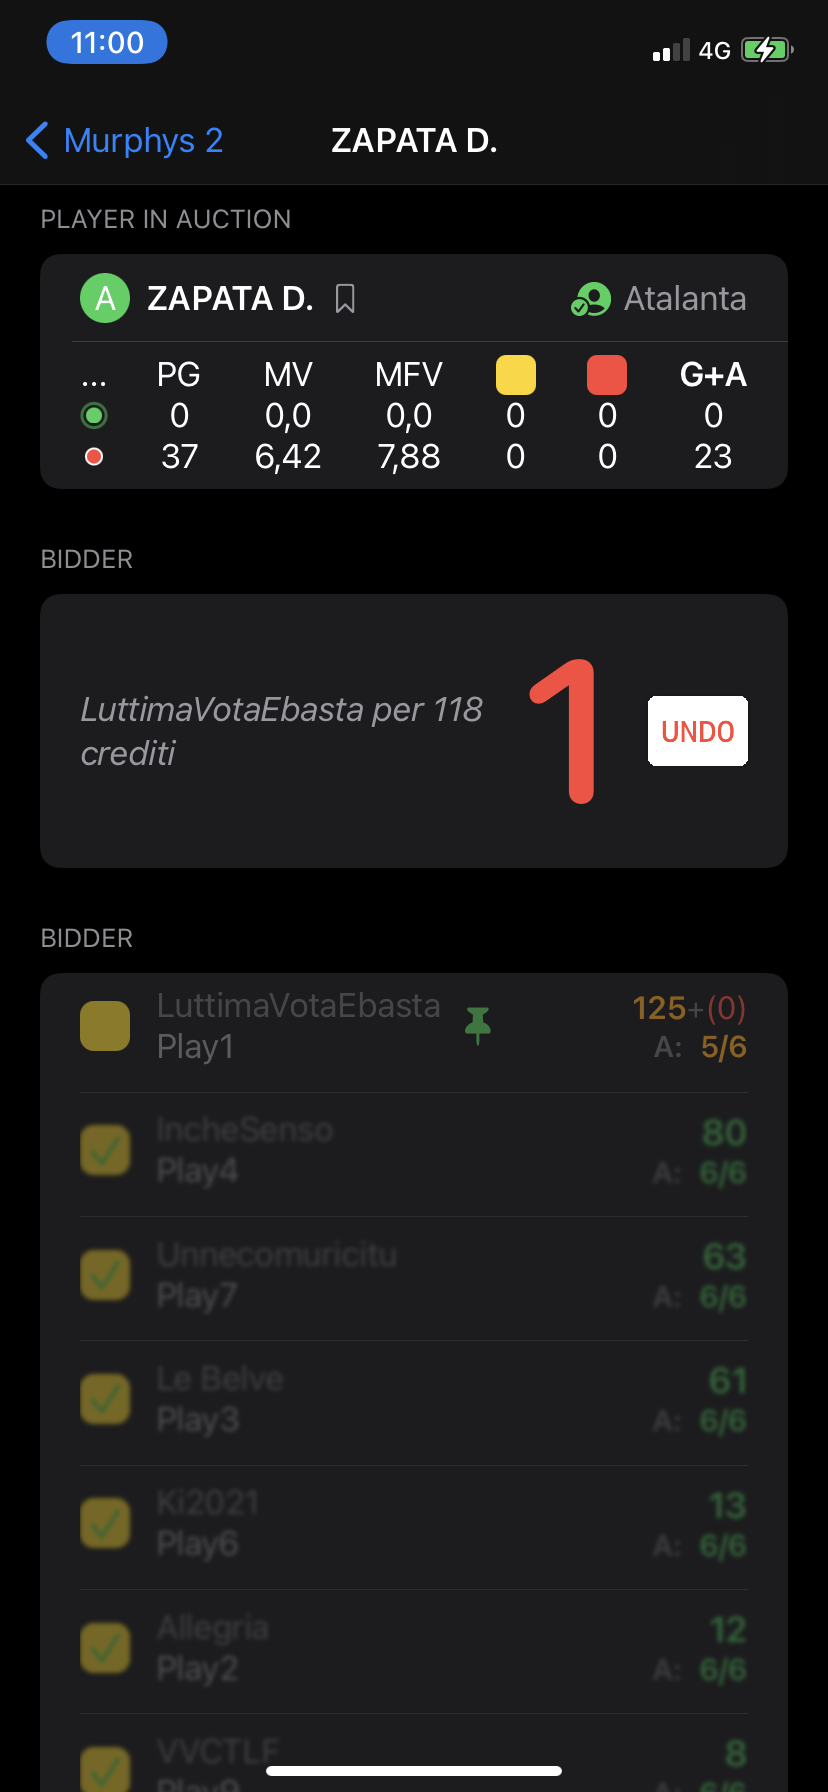 11:00 4G
Murphys 2 ZAPATA D.
PLAYER IN AUCTION
A ZAPATA D. Atalanta
... PG MV MFV G+A
0 0,0 0,0 0 0 0
37 6,42 7,88 0 0 23
BIDDER
LuttimaVotaEbasta per 118
crediti
1
UNDO
BIDDER
LuttimaVotaEbasta 125+(0)
Play1 A: 5/6
IncheSenso 80
Play4 A: 6/6
Unnecomuricitu 63
Play7 A: 6/6
Le Belve 61
Play3 A: 6/6
Ki2021 13
Play6 A: 6/6
Allegria 12
Play2 A: 6/6
VVCTLF 8
Play9 A: 6/6